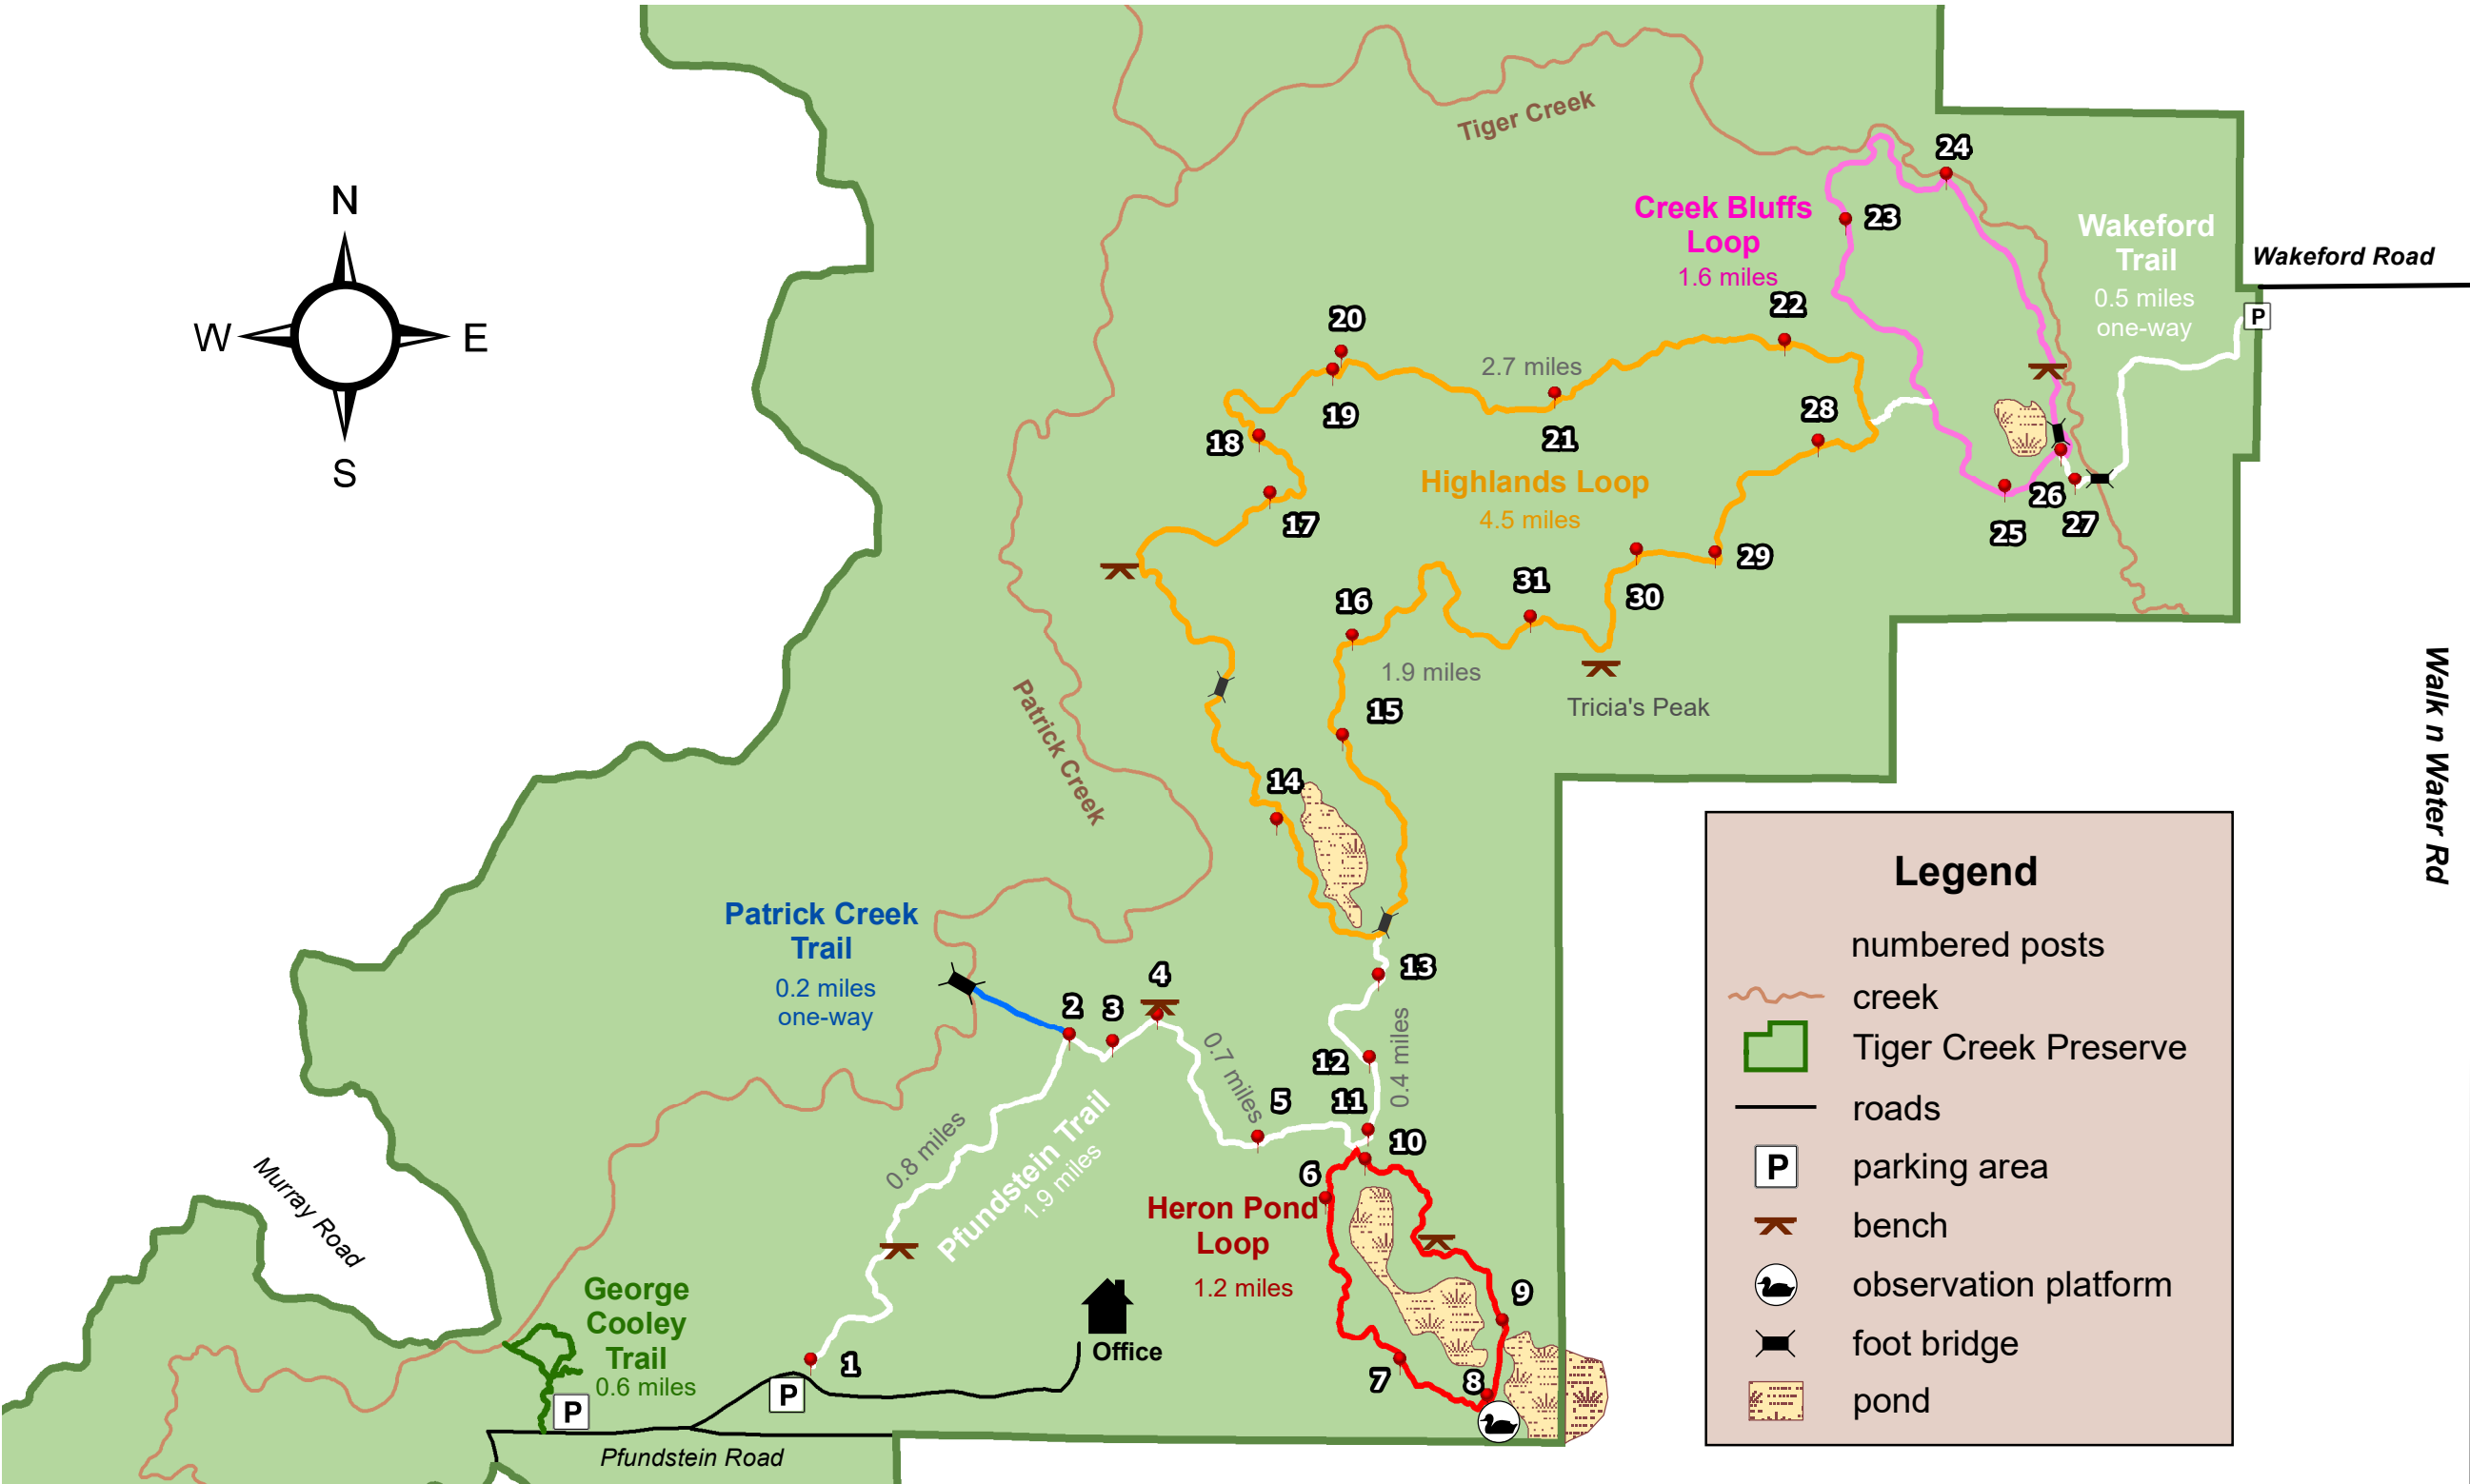 N
W
E
S
Tiger Creek
24
Creek Bluffs
Loop
1.6 miles
23
Wakeford
Trail
0.5 miles
one-way
Wakeford Road
P
22
20
2.7 miles
19
21
28
18
Highlands Loop
4.5 miles
17
26
25
27
29
31
30
16
1.9 miles
15
Tricia's Peak
Patrick Creek
14
Walk n Water Rd
Patrick Creek
Trail
0.2 miles
one-way
13
4
2
3
0.7 miles
0.4 miles
12
5
11
10
0.8 miles
Pfundstein Trail
1.9 miles
6
Heron Pond
Loop
1.2 miles
9
7
8
Murray Road
George
Cooley
Trail
0.6 miles
P
1
P
Office
Pfundstein Road
Legend
numbered posts
creek
Tiger Creek Preserve
roads
P
parking area
bench
observation platform
foot bridge
pond